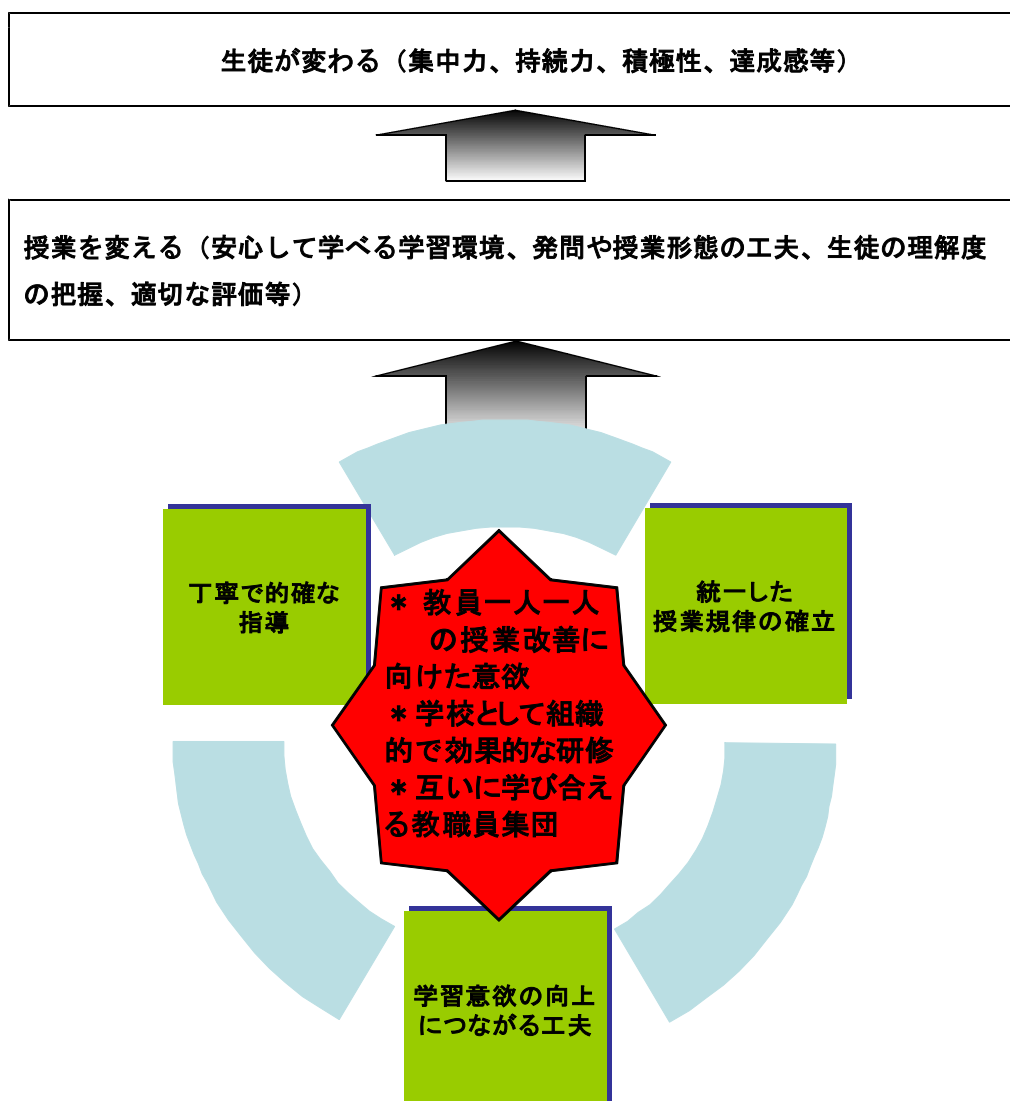 生徒が変わる（集中力、持続力、積極性、達成感等）
授業を変える（安心して学べる学習環境、発問や授業形態の工夫、生徒の理解度
の把握、適切な評価等）
丁寧で的確な
指導
統一した
授業規律の確立
＊ 教員一人一人
の授業改善に
向けた意欲
＊学校として組織
的で効果的な研修
＊互いに学び合え
る教職員集団
学習意欲の向上
につながる工夫